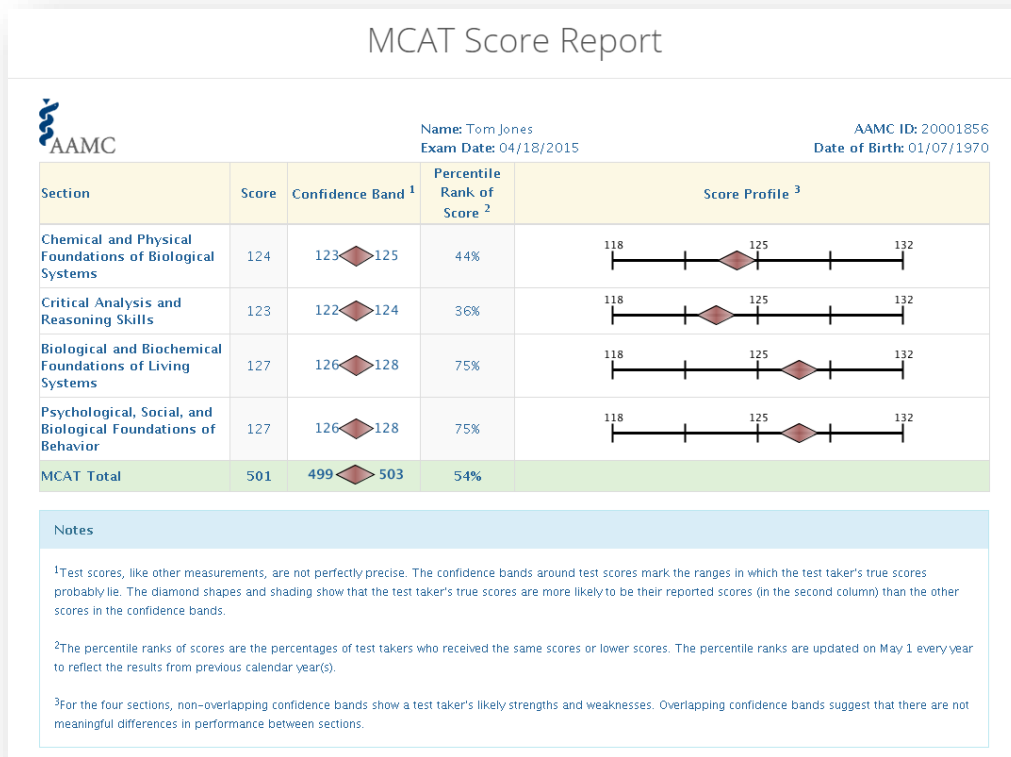 MCAT Score Report
AAMC
Name: Tom Jones
AAMC ID: 20001856
Exam Date: 04/18/2015
Date of Birth: 01/07/1970
Section
Score
Confidence Band 1
Percentile
Rank of
Score 2
Score Profile 3
Chemical and Physical
Foundations of Biological
Systems
124
123 125
44%
118 125 132
Critical Analysis and
Reasoning Skills
123
122 124
36%
118 125 132
Biological and Biochemical
Foundations of Living
Systems
127
126 128
75%
118 125 132
Psychological, Social, and
Biological Foundations of
Behavior
127
126 128
75%
118 125 132
MCAT Total
501
499 503
54%
Notes
1Test scores, like other measurements, are not perfectly precise. The confidence bands around test scores mark the ranges in which the test taker's true scores
probably lie. The diamond shapes and shading show that the test taker's true scores are more likely to be their reported scores (in the second column) than the other
scores in the confidence bands.
2The percentile ranks of scores are the percentages of test takers who received the same scores or lower scores. The percentile ranks are updated on May 1 every year
to reflect the results from previous calendar year(s).
3For the four sections, non-overlapping confidence bands show a test taker's likely strengths and weaknesses. Overlapping confidence bands suggest that there are not
meaningful differences in performance between sections.